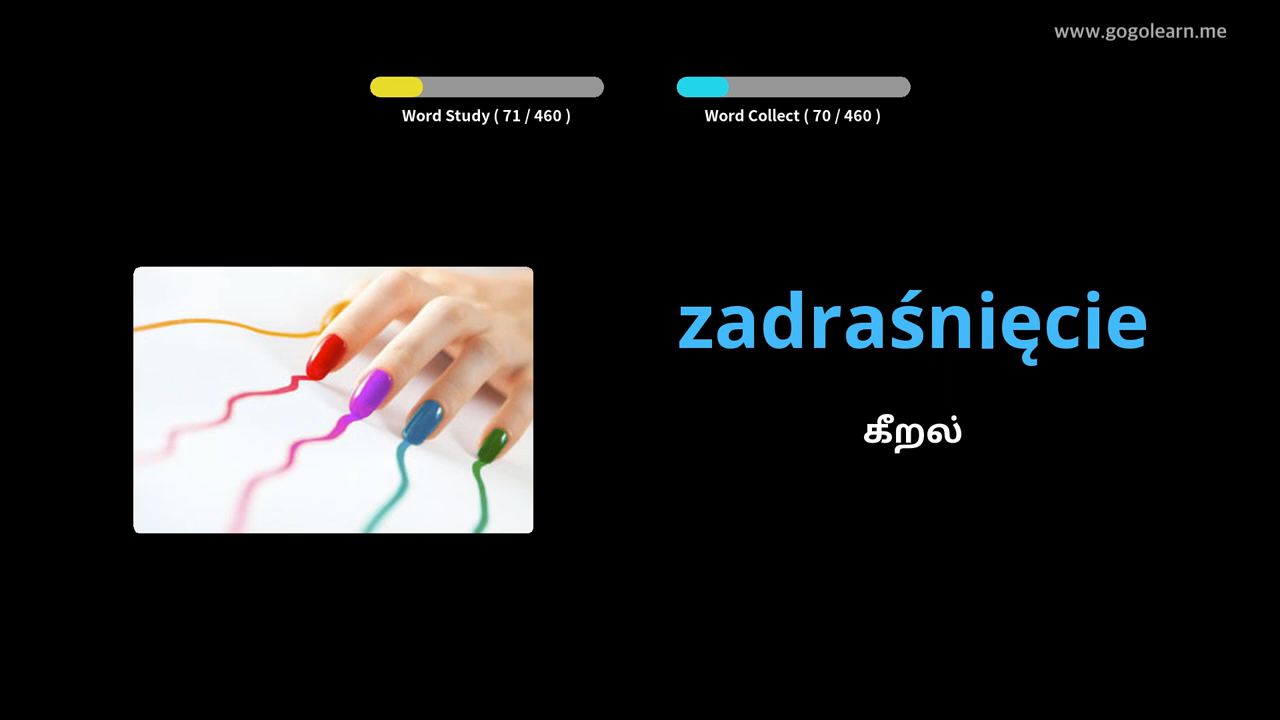 www.gogolearn.me
Word Study ( 71 / 460 )
Word Collect ( 70 / 460 )
zadraśnięcie
கீறல்